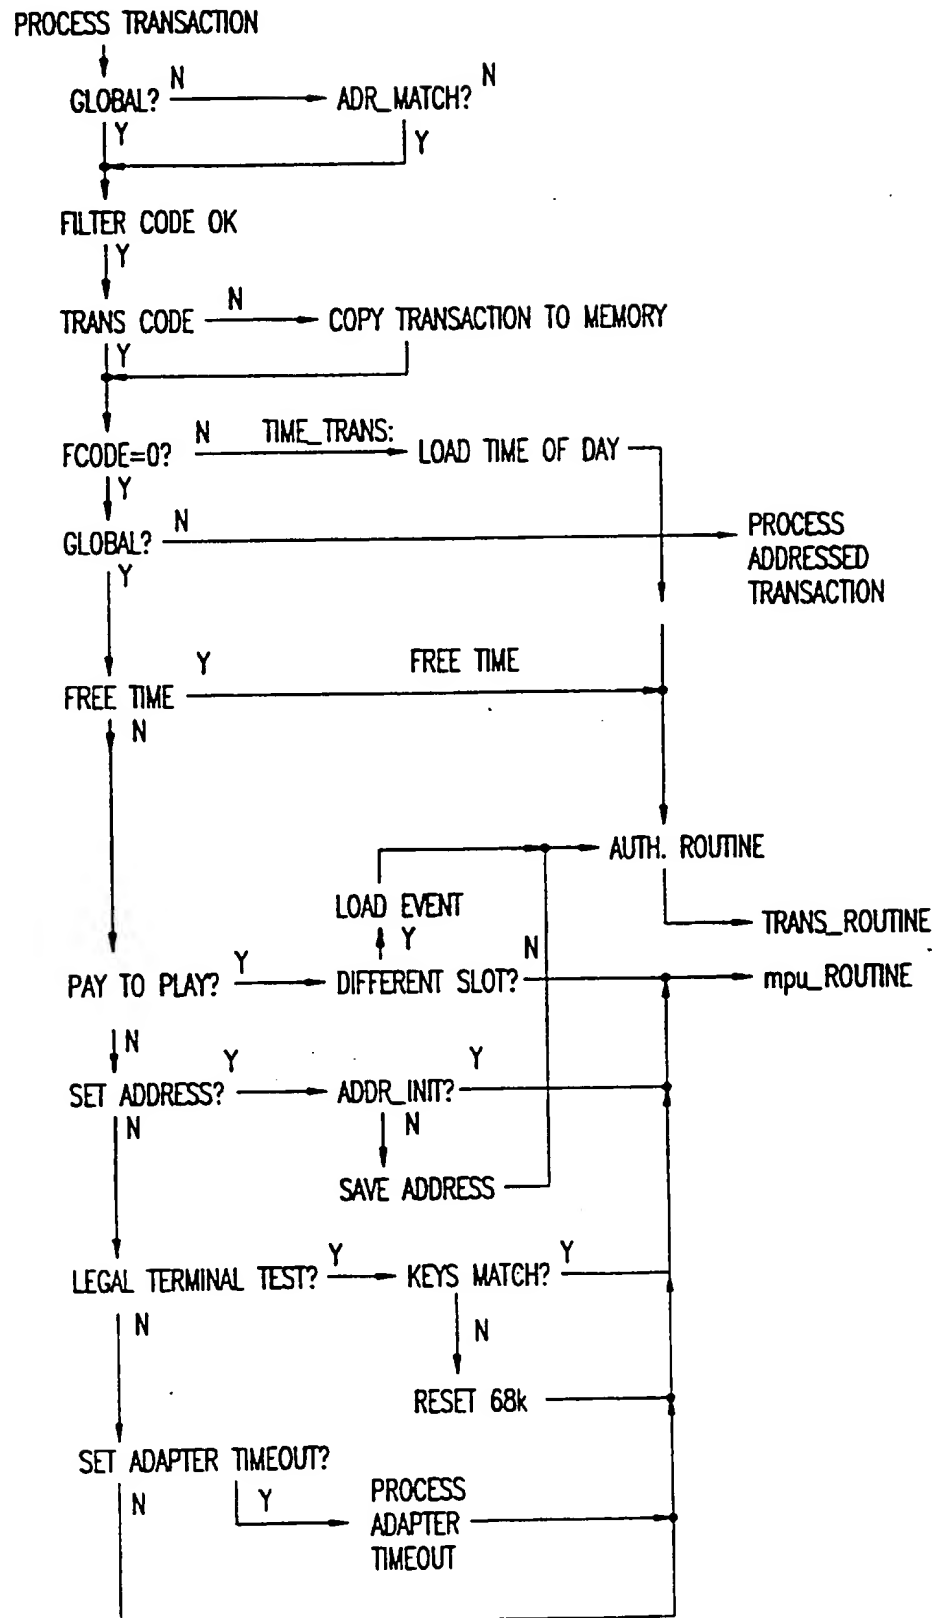 PROCESS TRANSACTION
N
N
GLOBAL?
ADR_MATCH?
Y
Y
FILTER CODE OK
Y
N
TRANS CODE
COPY TRANSACTION TO MEMORY
Y
N
TIME_TRANS:
FCODE=0?
LOAD TIME OF DAY
Y
N
GLOBAL?
PROCESS
ADDRESSED
TRANSACTION
Y
Y
FREE TIME
FREE TIME
N
AUTH. ROUTINE
LOAD EVENT
TRANS_ROUTINE
Y
N
Y
PAY TO PLAY?
DIFFERENT SLOT?
mpu_ROUTINE
N
Y
Y
SET ADDRESS?
ADDR_INIT?
N
N
SAVE ADDRESS
Y
Y
LEGAL TERMINAL TEST?
KEYS MATCH?
N
N
RESET 68k
SET ADAPTER TIMEOUT?
N
Y
PROCESS
ADAPTER
TIMEOUT